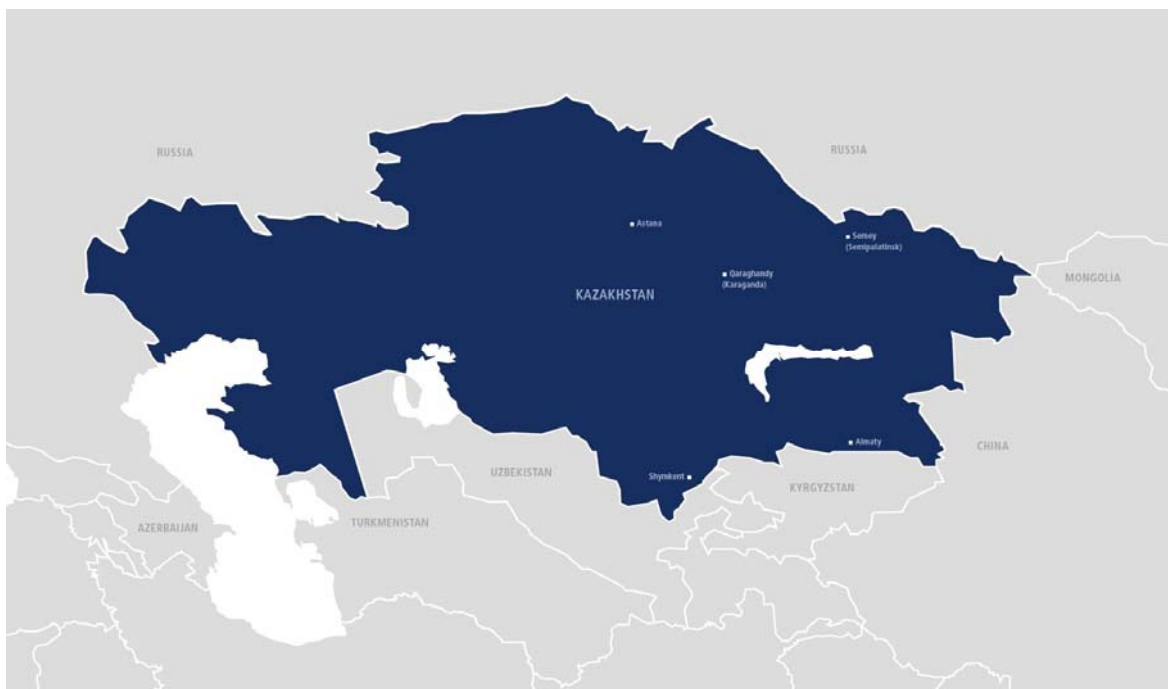 RUSSIA
RUSSIA
Astana
Semey
(Semipalatinsk)
Qaraghandy
(Karaganda)
MONGOLIA
KAZAKHSTAN
Almaty
CHINA
UZBEKISTAN
Shymkent
KYRGYZSTAN
TURKMENISTAN
AZERBAIJAN